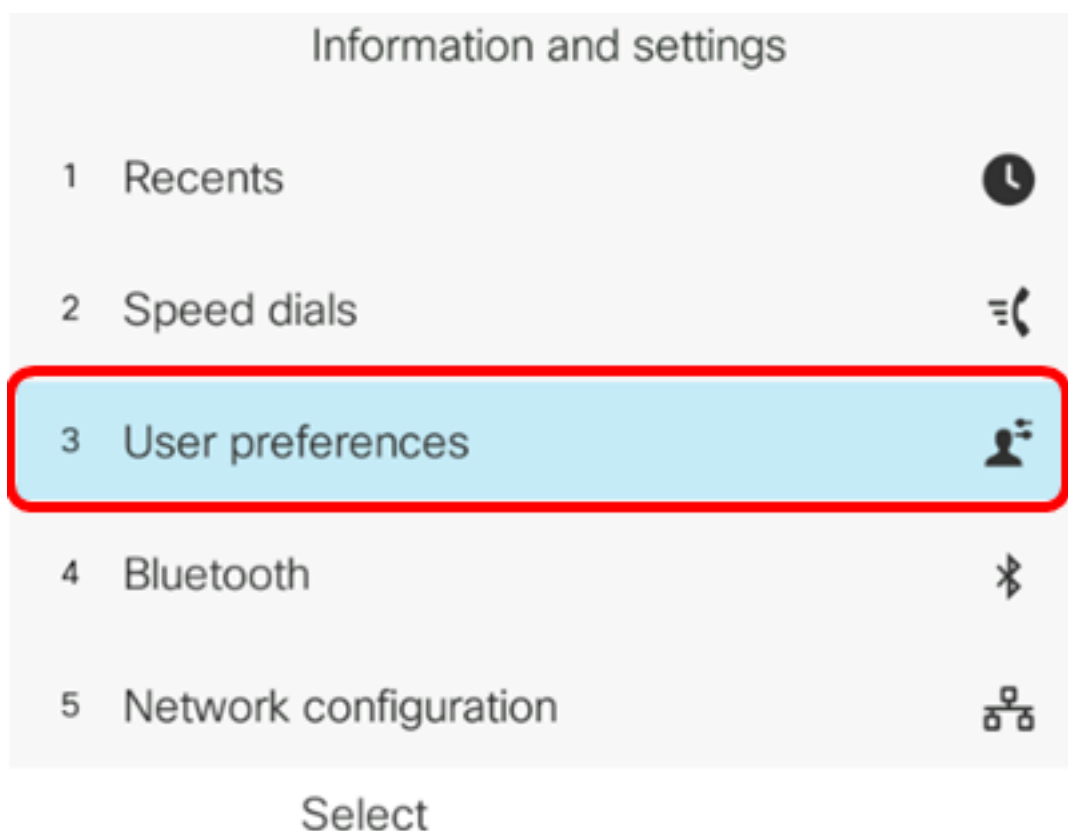 Information and settings
1 Recents
2 Speed dials
3 User preferences
4 Bluetooth
5 Network configuration
Select